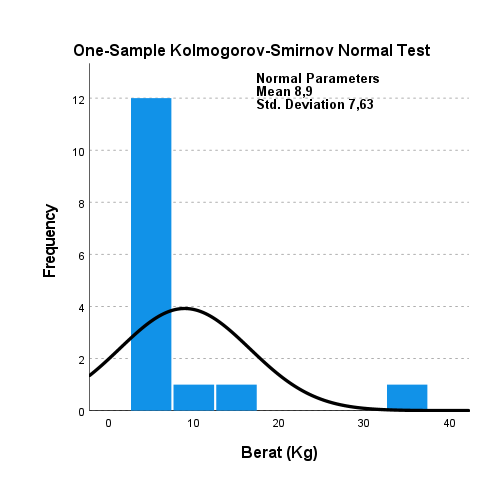 One-Sample Kolmogorov-Smirnov Normal Test
Normal Parameters
Mean 8,9
Std. Deviation 7,63
12
10
8
6
4
2
0
Frequency
0 10 20 30 40
Berat (Kg)